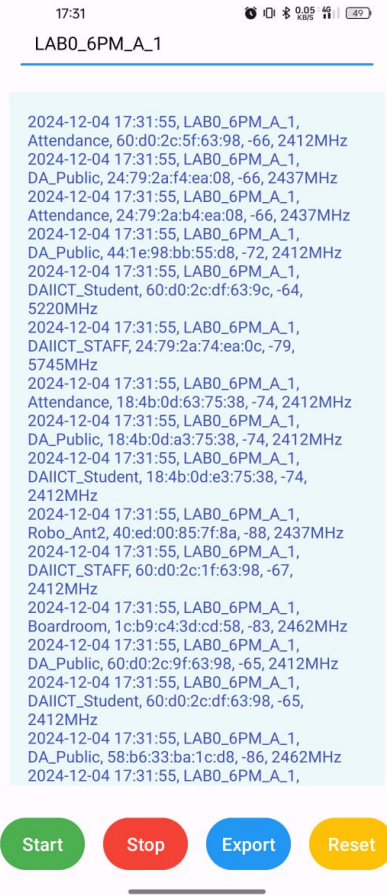 17:31
0.05 KB/S 4G 49
LAB0_6PM_A_1
2024-12-04 17:31:55, LAB0_6PM_A_1,
Attendance, 60:d0:2c:5f:63:98, -66, 2412MHz
2024-12-04 17:31:55, LAB0_6PM_A_1,
DA_Public, 24:79:2a:f4:ea:08, -66, 2437MHz
2024-12-04 17:31:55, LAB0_6PM_A_1,
Attendance, 24:79:2a:b4:ea:08, -66, 2437MHz
2024-12-04 17:31:55, LAB0_6PM_A_1,
DA_Public, 44:1e:98:bb:55:d8, -72, 2412MHz
2024-12-04 17:31:55, LAB0_6PM_A_1,
DAIICT_Student, 60:d0:2c:df:63:9c, -64,
5220MHz
2024-12-04 17:31:55, LAB0_6PM_A_1,
DAIICT_STAFF, 24:79:2a:74:ea:0c, -79,
5745MHz
2024-12-04 17:31:55, LAB0_6PM_A_1,
Attendance, 18:4b:0d:63:75:38, -74, 2412MHz
2024-12-04 17:31:55, LAB0_6PM_A_1,
DA_Public, 18:4b:0d:a3:75:38, -74, 2412MHz
2024-12-04 17:31:55, LAB0_6PM_A_1,
DAIICT_Student, 18:4b:0d:e3:75:38, -74,
2412MHz
2024-12-04 17:31:55, LAB0_6PM_A_1,
Robo_Ant2, 40:ed:00:85:7f:8a, -88, 2437MHz
2024-12-04 17:31:55, LAB0_6PM_A_1,
DAIICT_STAFF, 60:d0:2c:1f:63:98, -67,
2412MHz
2024-12-04 17:31:55, LAB0_6PM_A_1,
Boardroom, 1c:b9:c4:3d:cd:58, -83, 2462MHz
2024-12-04 17:31:55, LAB0_6PM_A_1,
DA_Public, 60:d0:2c:9f:63:98, -65, 2412MHz
2024-12-04 17:31:55, LAB0_6PM_A_1,
DAIICT_Student, 60:d0:2c:df:63:98, -65,
2412MHz
2024-12-04 17:31:55, LAB0_6PM_A_1,
DA_Public, 58:b6:33:ba:1c:d8, -86, 2462MHz
2024-12-04 17:31:55, LAB0_6PM_A_1,
Start Stop Export Reset